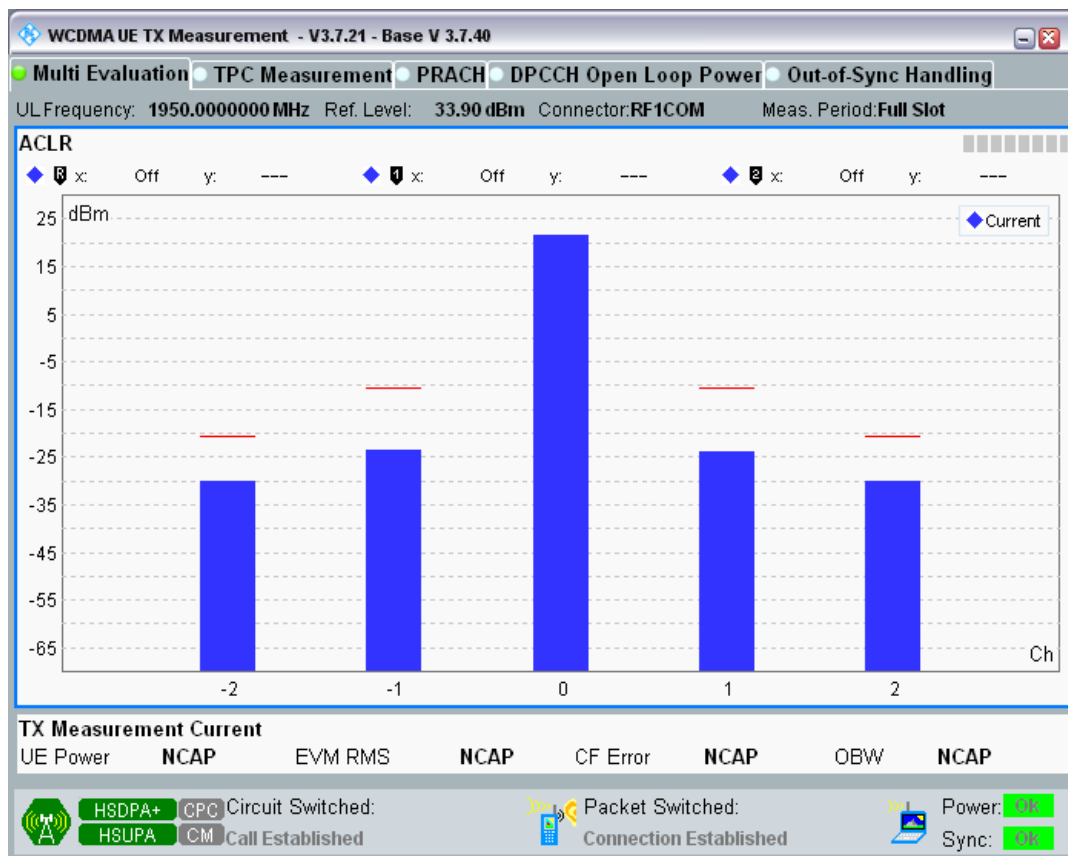 WCDMA UE TX Measurement - V3.7.21 - Base V 3.7.40
Multi Evaluation TPC Measurement PRACH DPCCH Open Loop Power Out-of-Sync Handling
UL Frequency: 1950.0000000 MHz Ref. Level: 33.90 dBm Connector:RF1COM Meas. Period:Full Slot
ACLR
R x: Off y: --- 1 x: Off y: --- 2 x: Off y: ---
25 dBm
Current
15
5
-5
-15
-25
-35
-45
-55
-65
Ch
-2 -1 0 1 2
TX Measurement Current
UE Power NCAP EVM RMS NCAP CF Error NCAP OBW NCAP
HSDPA+ CPC Circuit Switched: Packet Switched: Power: OK
HSUPA CM Call Established Connection Established Sync: OK